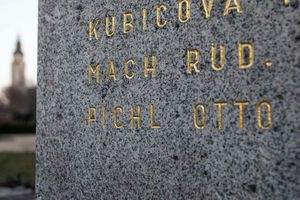 KUBICOVÁ
MACH RUD.
PICHL OTTO